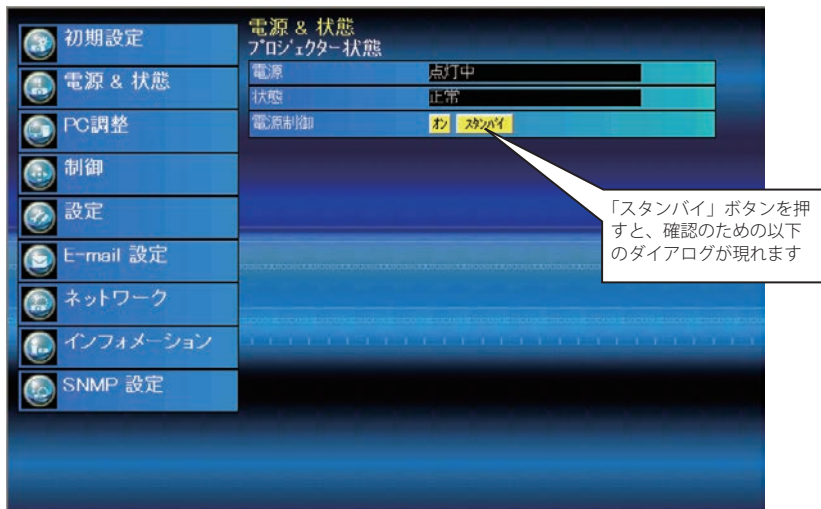 初期設定
電源 & 状態
PC調整
制御
設定
E-mail 設定
ネットワーク
インフォメーション
SNMP 設定
電源 & 状態
プロジェクター状態
電源 点灯中
状態 正常
電源制御 オン スタンバイ
「スタンバイ」ボタンを押
すと、確認のための以下
のダイアログが現れます